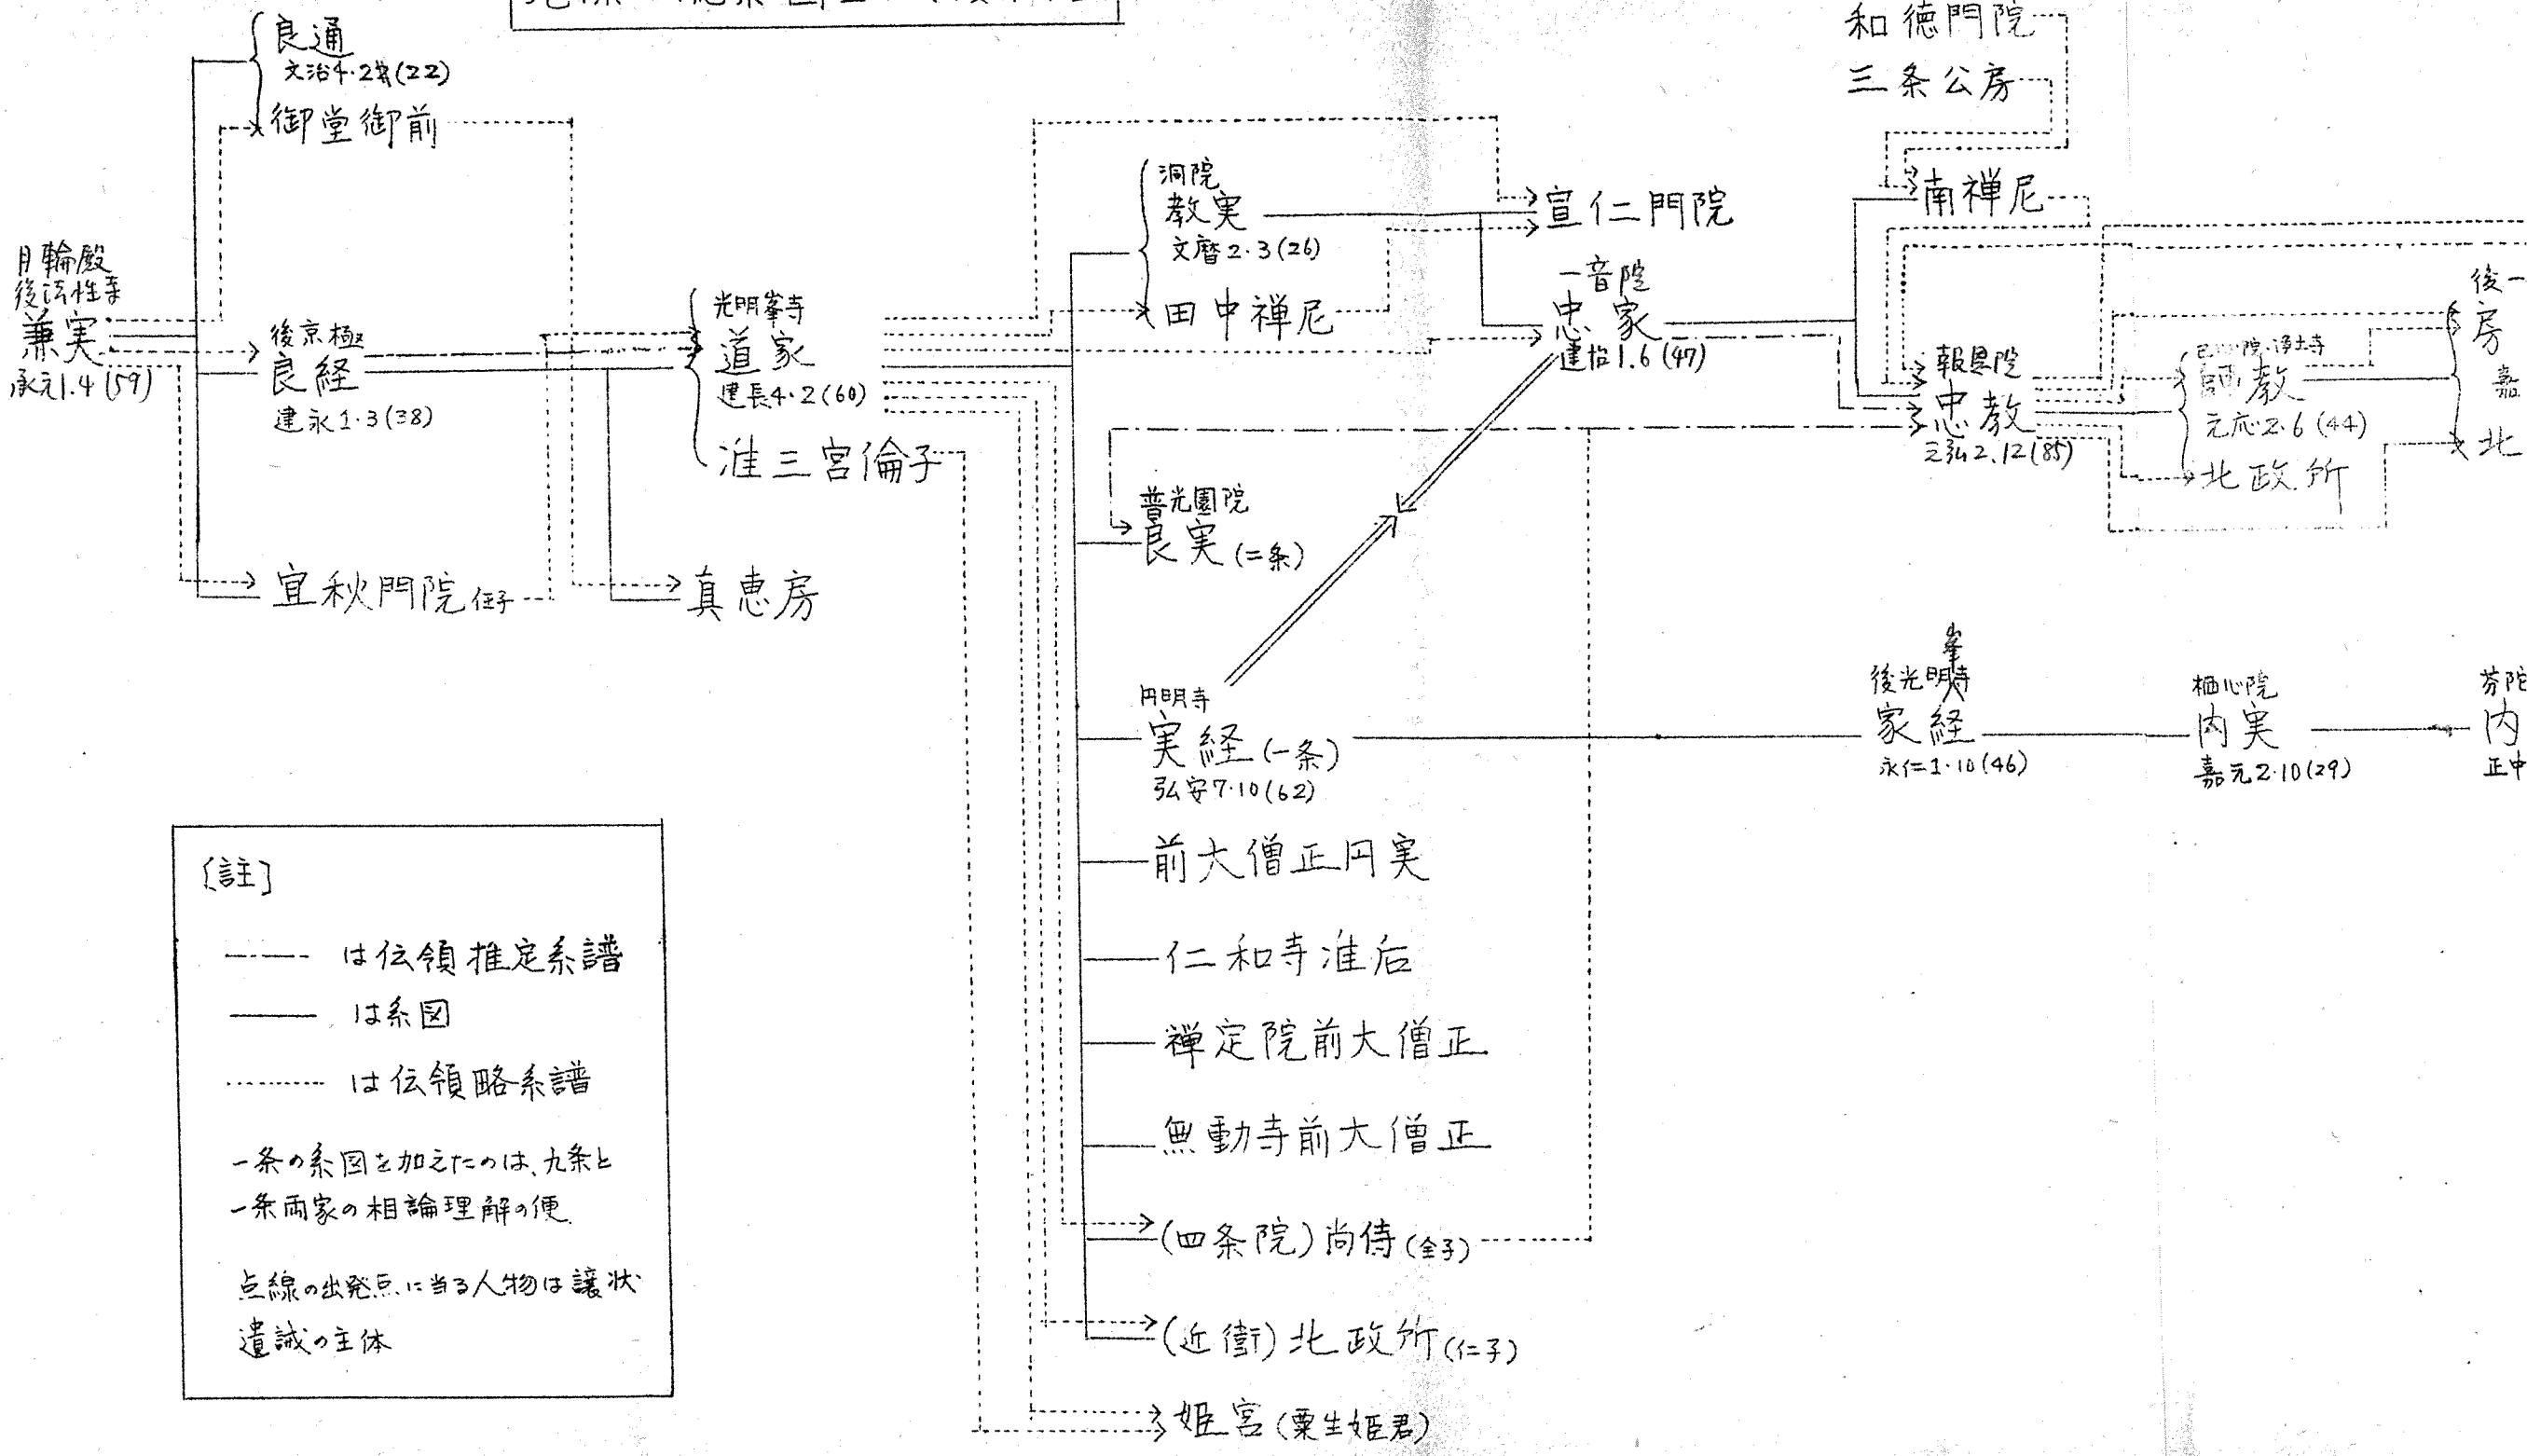 良通
文治4.2薨(22)
御堂御前
月輪殿
後法性寺
兼実
承元1.4(59)
後京極
良経
建永1.3(38)
宜秋門院 任子
光明峯寺
道家
建長4.2(60)
准三宮倫子
真恵房
洞院
教実
文暦2.3(26)
田中禅尼
普光園院
良実(二条)
円明寺
実経(一条)
弘安7.10(62)
前大僧正円実
仁和寺准后
禅定院前大僧正
無動寺前大僧正
(四条院)尚侍(全子)
(近衛)北政所(仁子)
姫宮(粟生姫君)
宣仁門院
一音院
忠家
建治1.6(47)
和徳門院
三条公房
南禅尼
報恩院
忠教
元弘2.12(85)
浄土寺
師教
元応2.6(44)
北政所
後一
房
嘉
北
後光明峯寺
家経
永仁1.10(46)
栖心院
内実
嘉元2.10(29)
芬陀
内
正中
〔註〕
は伝領推定系譜
は系図
は伝領略系譜
一条の系図を加えたのは、九条と
一条両家の相論理解の便
点線の出発点に当る人物は譲状
遺誡の主体